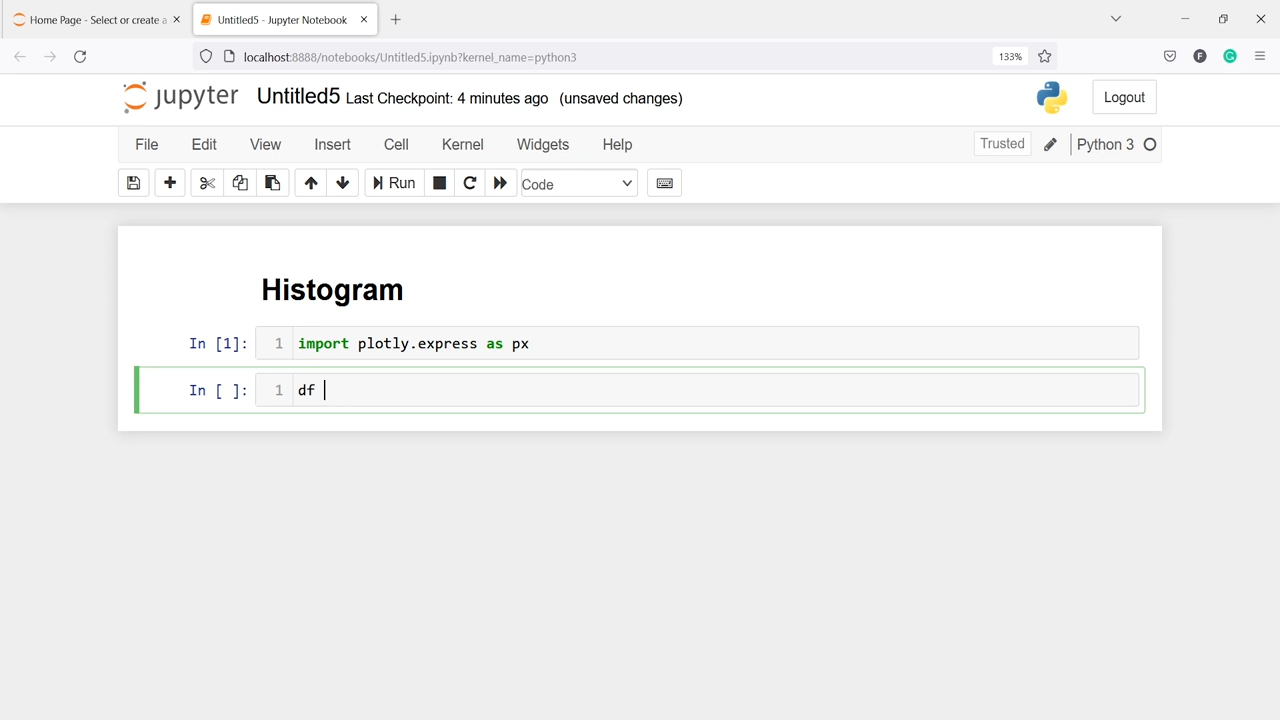 Home Page - Select or create a
Untitled5 - Jupyter Notebook
localhost:8888/notebooks/Untitled5.ipynb?kernel_name=python3
133%
F
G
jupyter Untitled5 Last Checkpoint: 4 minutes ago (unsaved changes)
Logout
File Edit View Insert Cell Kernel Widgets Help
Trusted
Python 3
Run
Code
Histogram
In [1]: 1 import plotly.express as px
In [ ]: 1 df